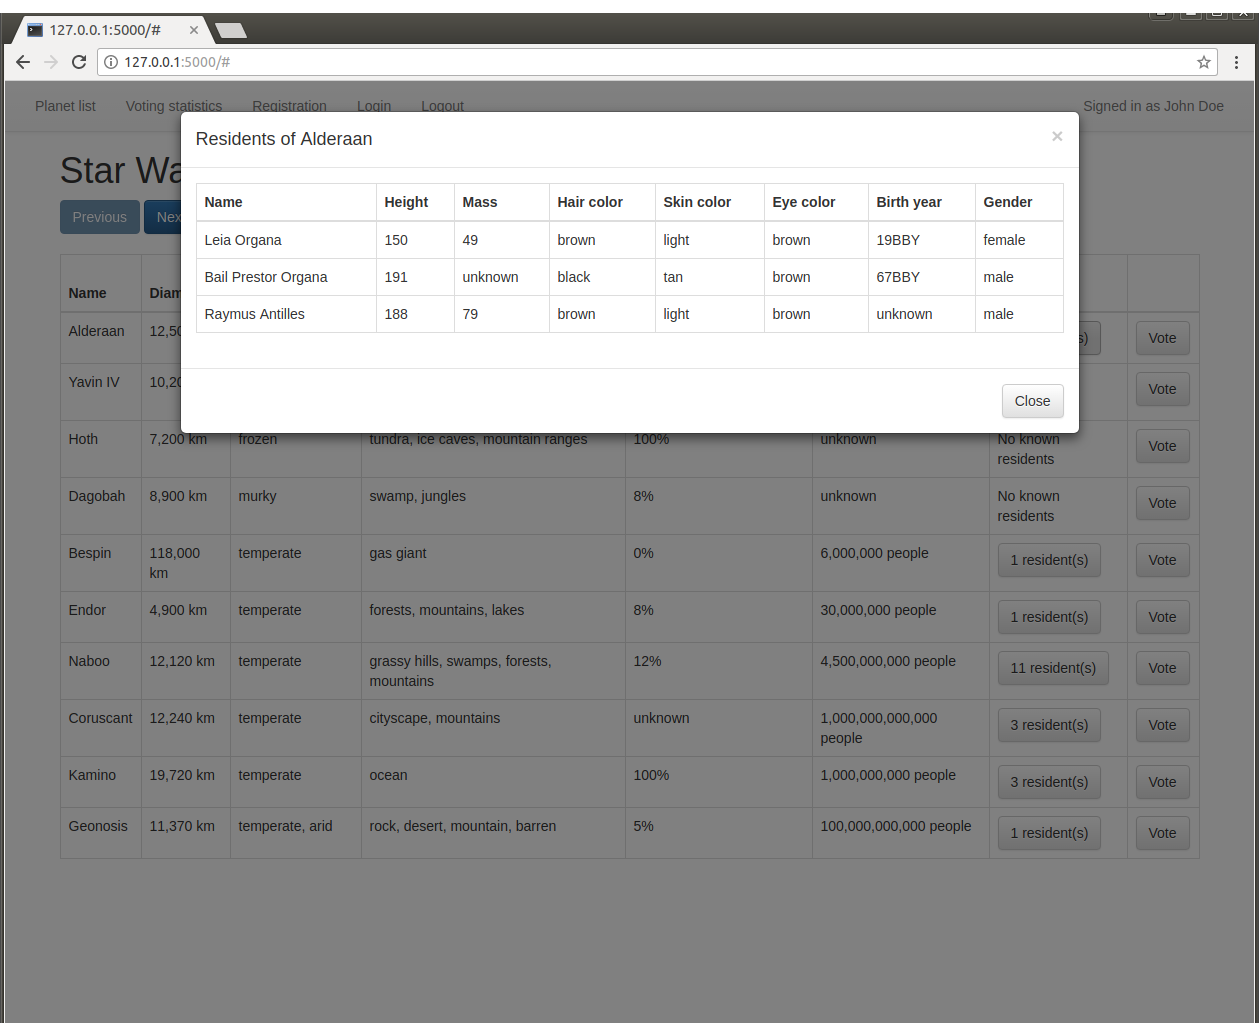 127.0.0.1:5000/#
127.0.0.1:5000/#
Planet list Voting statistics Registration Login Logout Signed in as John Doe
Residents of Alderaan ×
Star Wa
Previous Nex
Name Height Mass Hair color Skin color Eye color Birth year Gender
Leia Organa 150 49 brown light brown 19BBY female
Bail Prestor Organa 191 unknown black tan brown 67BBY male
Raymus Antilles 188 79 brown light brown unknown male
Close
Name Diam
Alderaan 12,50 s) Vote
Yavin IV 10,20 Vote
Hoth 7,200 km frozen tundra, ice caves, mountain ranges 100% unknown No known
residents Vote
Dagobah 8,900 km murky swamp, jungles 8% unknown No known
residents Vote
Bespin 118,000
km temperate gas giant 0% 6,000,000 people 1 resident(s) Vote
Endor 4,900 km temperate forests, mountains, lakes 8% 30,000,000 people 1 resident(s) Vote
Naboo 12,120 km temperate grassy hills, swamps, forests,
mountains 12% 4,500,000,000 people 11 resident(s) Vote
Coruscant 12,240 km temperate cityscape, mountains unknown 1,000,000,000,000
people 3 resident(s) Vote
Kamino 19,720 km temperate ocean 100% 1,000,000,000 people 3 resident(s) Vote
Geonosis 11,370 km temperate, arid rock, desert, mountain, barren 5% 100,000,000,000 people 1 resident(s) Vote